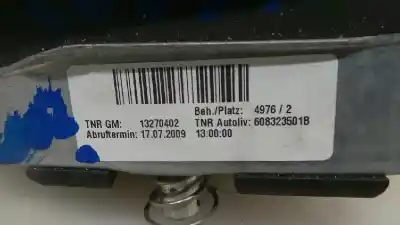 Beh./Platz: 4976 / 2
TNR GM: 13270402 TNR Autoliv: 608323501B
Abruftermin: 17.07.2009 13:00:00